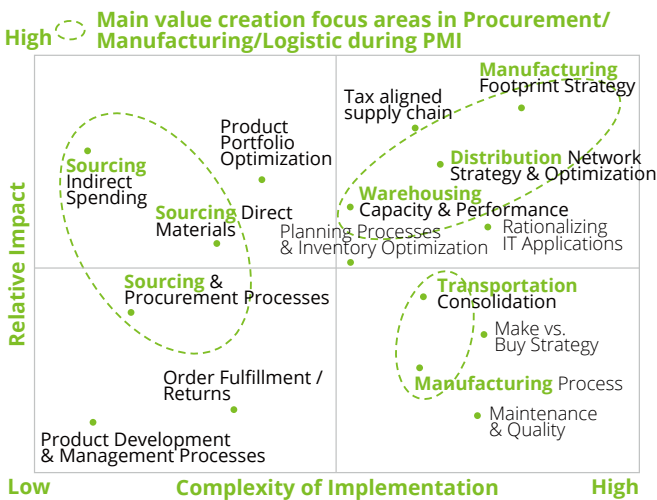 Main value creation focus areas in Procurement/
Manufacturing/Logistic during PMI
High
Relative Impact
Manufacturing
Footprint Strategy
Tax aligned
supply chain
Product
Portfolio
Optimization
Sourcing
Indirect
Spending
Distribution Network
Strategy & Optimization
Warehousing
Capacity & Performance
Sourcing Direct
Materials
Planning Processes
& Inventory Optimization
Rationalizing
IT Applications
Sourcing &
Procurement Processes
Transportation
Consolidation
Make vs.
Buy Strategy
Order Fulfillment /
Returns
Manufacturing Process
Maintenance
& Quality
Product Development
& Management Processes
Low
Complexity of Implementation
High